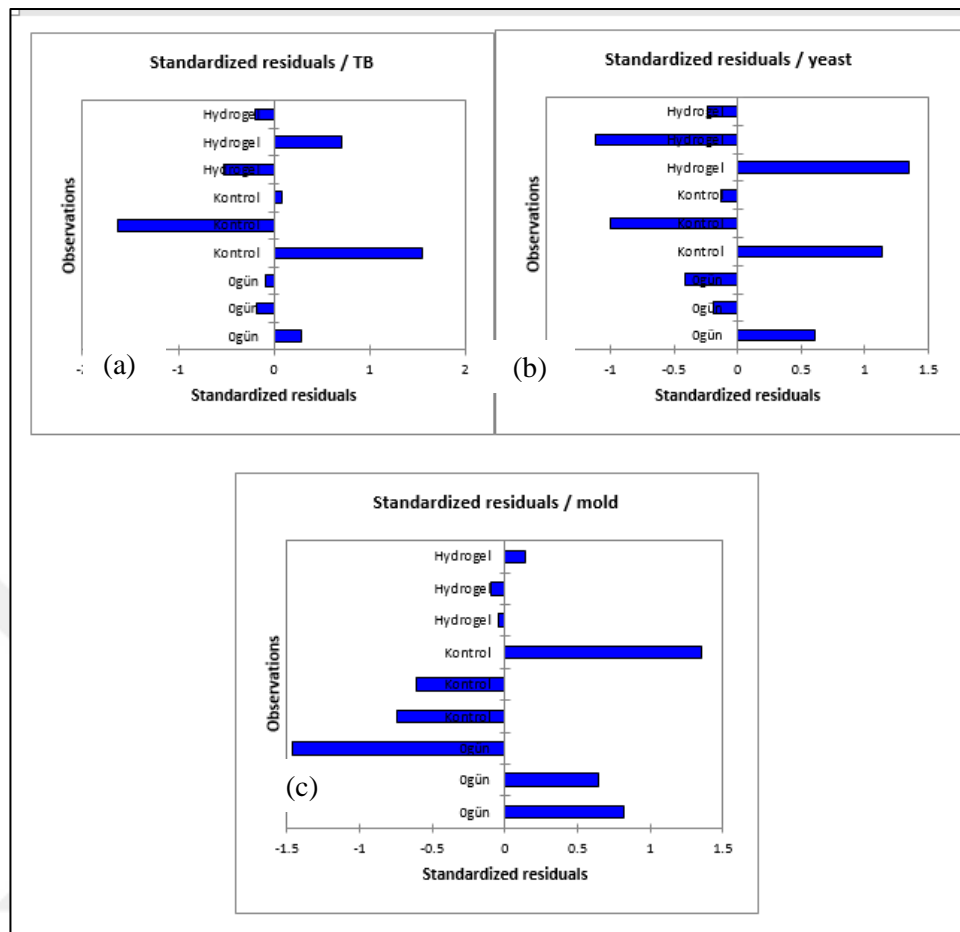 Standardized residuals / TB
Hydrogel
Hydrogel
Hydrogel
Kontrol
Kontrol
Kontrol
0gün
0gün
0gün
Observations
-1
0
1
2
Standardized residuals
(a)
Standardized residuals / yeast
Hydrogel
Hydrogel
Hydrogel
Kontrol
Kontrol
Kontrol
0gün
0gün
0gün
Observations
-1
-0.5
0
0.5
1
1.5
Standardized residuals
(b)
Standardized residuals / mold
Hydrogel
Hydrogel
Hydrogel
Kontrol
Kontrol
Kontrol
0gün
0gün
0gün
Observations
-1.5
-1
-0.5
0
0.5
1
1.5
Standardized residuals
(c)